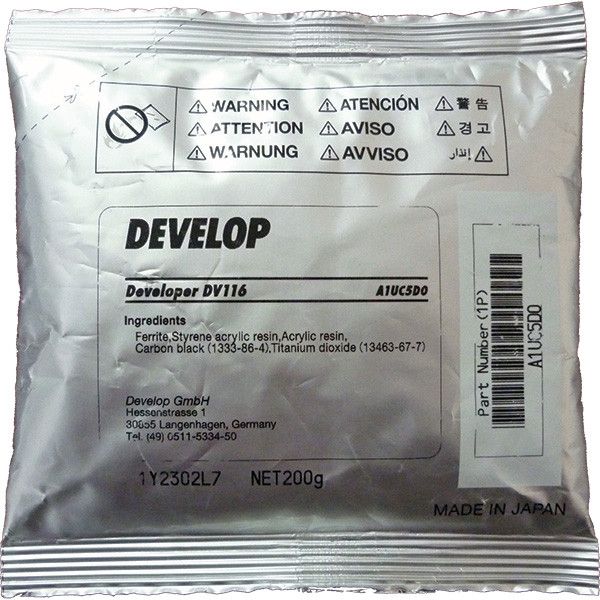 ⚠ WARNING ⚠ ATENCIÓN ⚠ 警告
⚠ ATTENTION ⚠ AVISO ⚠ 경고
⚠ WARNUNG ⚠ AVVISO ⚠ إنذار
DEVELOP
Developer DV116 A1UC5D0
Ingredients
Ferrite,Styrene acrylic resin,Acrylic resin,
Carbon black (1333-86-4),Titanium dioxide (13463-67-7)
Develop GmbH
Hessenstrasse 1
30855 Langenhagen, Germany
Tel. (49) 0511-5334-50
1Y2302L7 NET200g
Part Number (1P)
A1UC5D0
MADE IN JAPAN